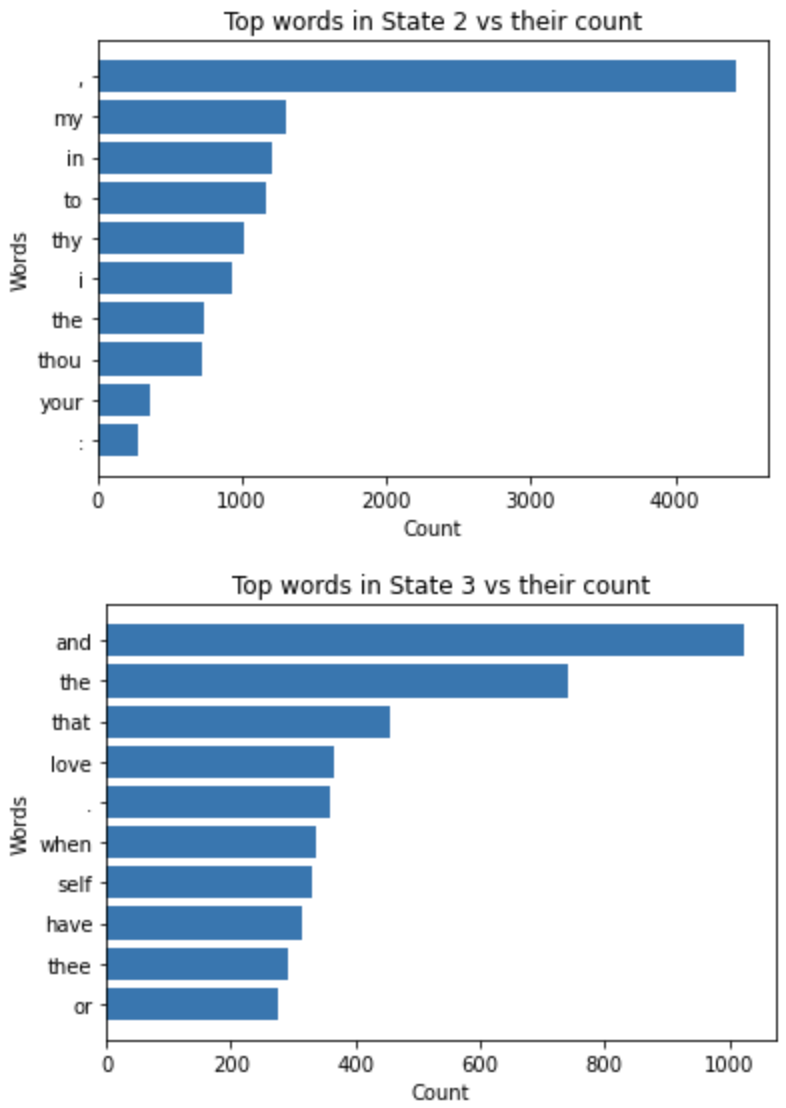 Top words in State 2 vs their count
,
my
in
to
thy
i
the
thou
your
:
Words
0 1000 2000 3000 4000
Count
Top words in State 3 vs their count
and
the
that
love
.
when
self
have
thee
or
Words
0 200 400 600 800 1000
Count